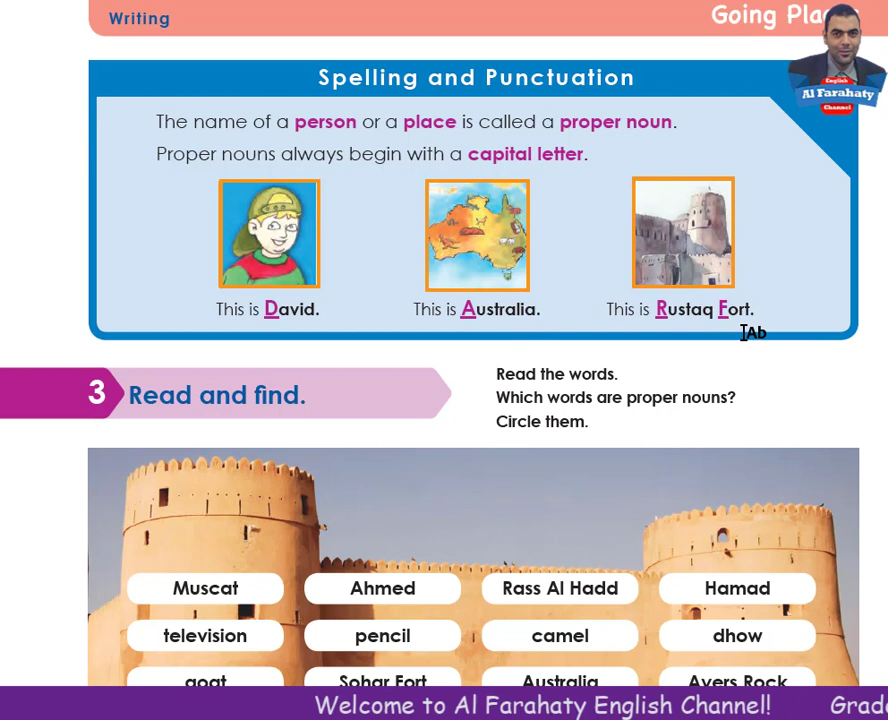 Writing
Going Pla
English
Al Farahaty
Channel
Spelling and Punctuation
The name of a person or a place is called a proper noun.
Proper nouns always begin with a capital letter.
This is David.
This is Australia.
This is Rustaq Fort.
Ab
3 Read and find.
Read the words.
Which words are proper nouns?
Circle them.
Muscat
Ahmed
Rass Al Hadd
Hamad
television
pencil
camel
dhow
goat
Sohar Fort
Australia
Ayers Rock
Welcome to Al Farahaty English Channel!
Grad